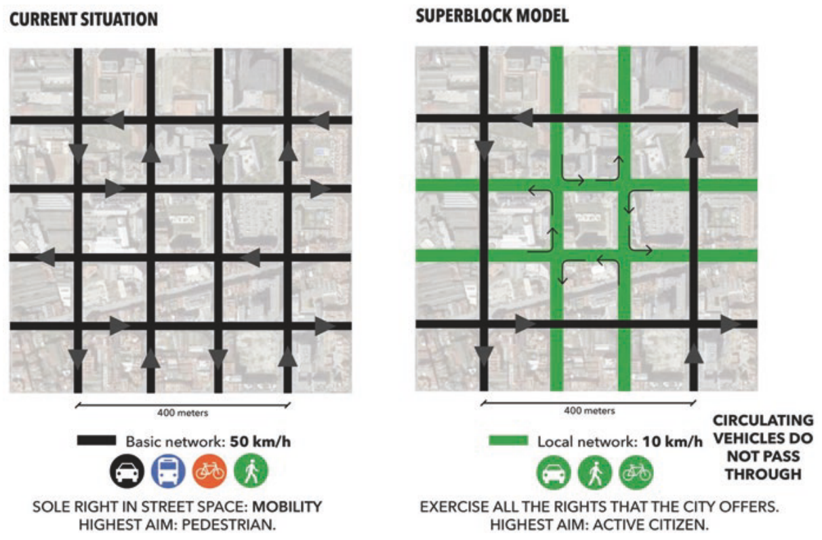 CURRENT SITUATION
400 meters
Basic network: 50 km/h
SOLE RIGHT IN STREET SPACE: MOBILITY
HIGHEST AIM: PEDESTRIAN.
SUPERBLOCK MODEL
400 meters
Local network: 10 km/h
CIRCULATING
VEHICLES DO
NOT PASS
THROUGH
EXERCISE ALL THE RIGHTS THAT THE CITY OFFERS.
HIGHEST AIM: ACTIVE CITIZEN.